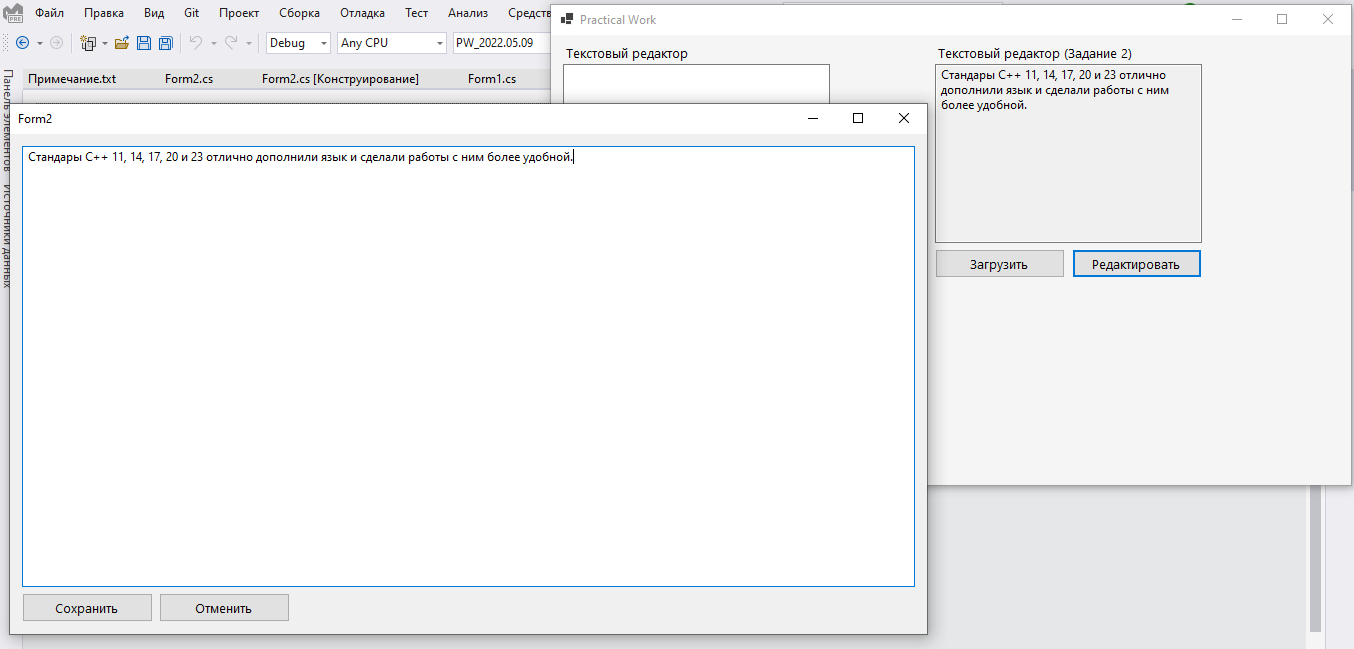 Файл Правка Вид Git Проект Сборка Отладка Тест Анализ Средств
Practical Work
PRE
Debug Any CPU PW_2022.05.09
Примечание.txt Form2.cs Form2.cs [Конструирование] Form1.cs
Панель элементов
Источники данных
Текстовый редактор
Текстовый редактор (Задание 2)
Стандары C++ 11, 14, 17, 20 и 23 отлично
дополнили язык и сделали работы с ним
более удобной.
Загрузить Редактировать
Form2
Стандары C++ 11, 14, 17, 20 и 23 отлично дополнили язык и сделали работы с ним более удобной.
Сохранить Отменить